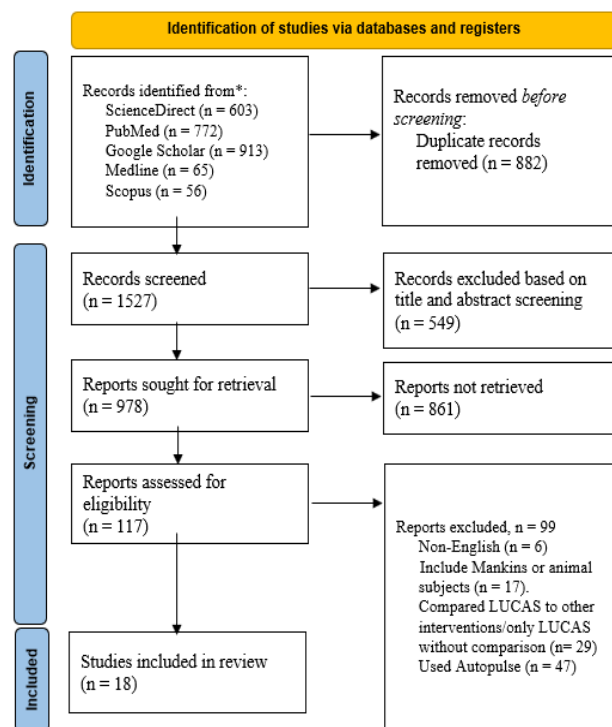 Identification of studies via databases and registers
Identification
Records identified from*:
ScienceDirect (n = 603)
PubMed (n = 772)
Google Scholar (n = 913)
Medline (n = 65)
Scopus (n = 56)
Records removed before
screening:
Duplicate records
removed (n = 882)
Screening
Records screened
(n = 1527)
Records excluded based on
title and abstract screening
(n = 549)
Reports sought for retrieval
(n = 978)
Reports not retrieved
(n = 861)
Reports assessed for
eligibility
(n = 117)
Reports excluded, n = 99
Non-English (n = 6)
Include Mankins or animal
subjects (n = 17).
Compared LUCAS to other
interventions/only LUCAS
without comparison (n= 29)
Used Autopulse (n = 47)
Included
Studies included in review
(n = 18)